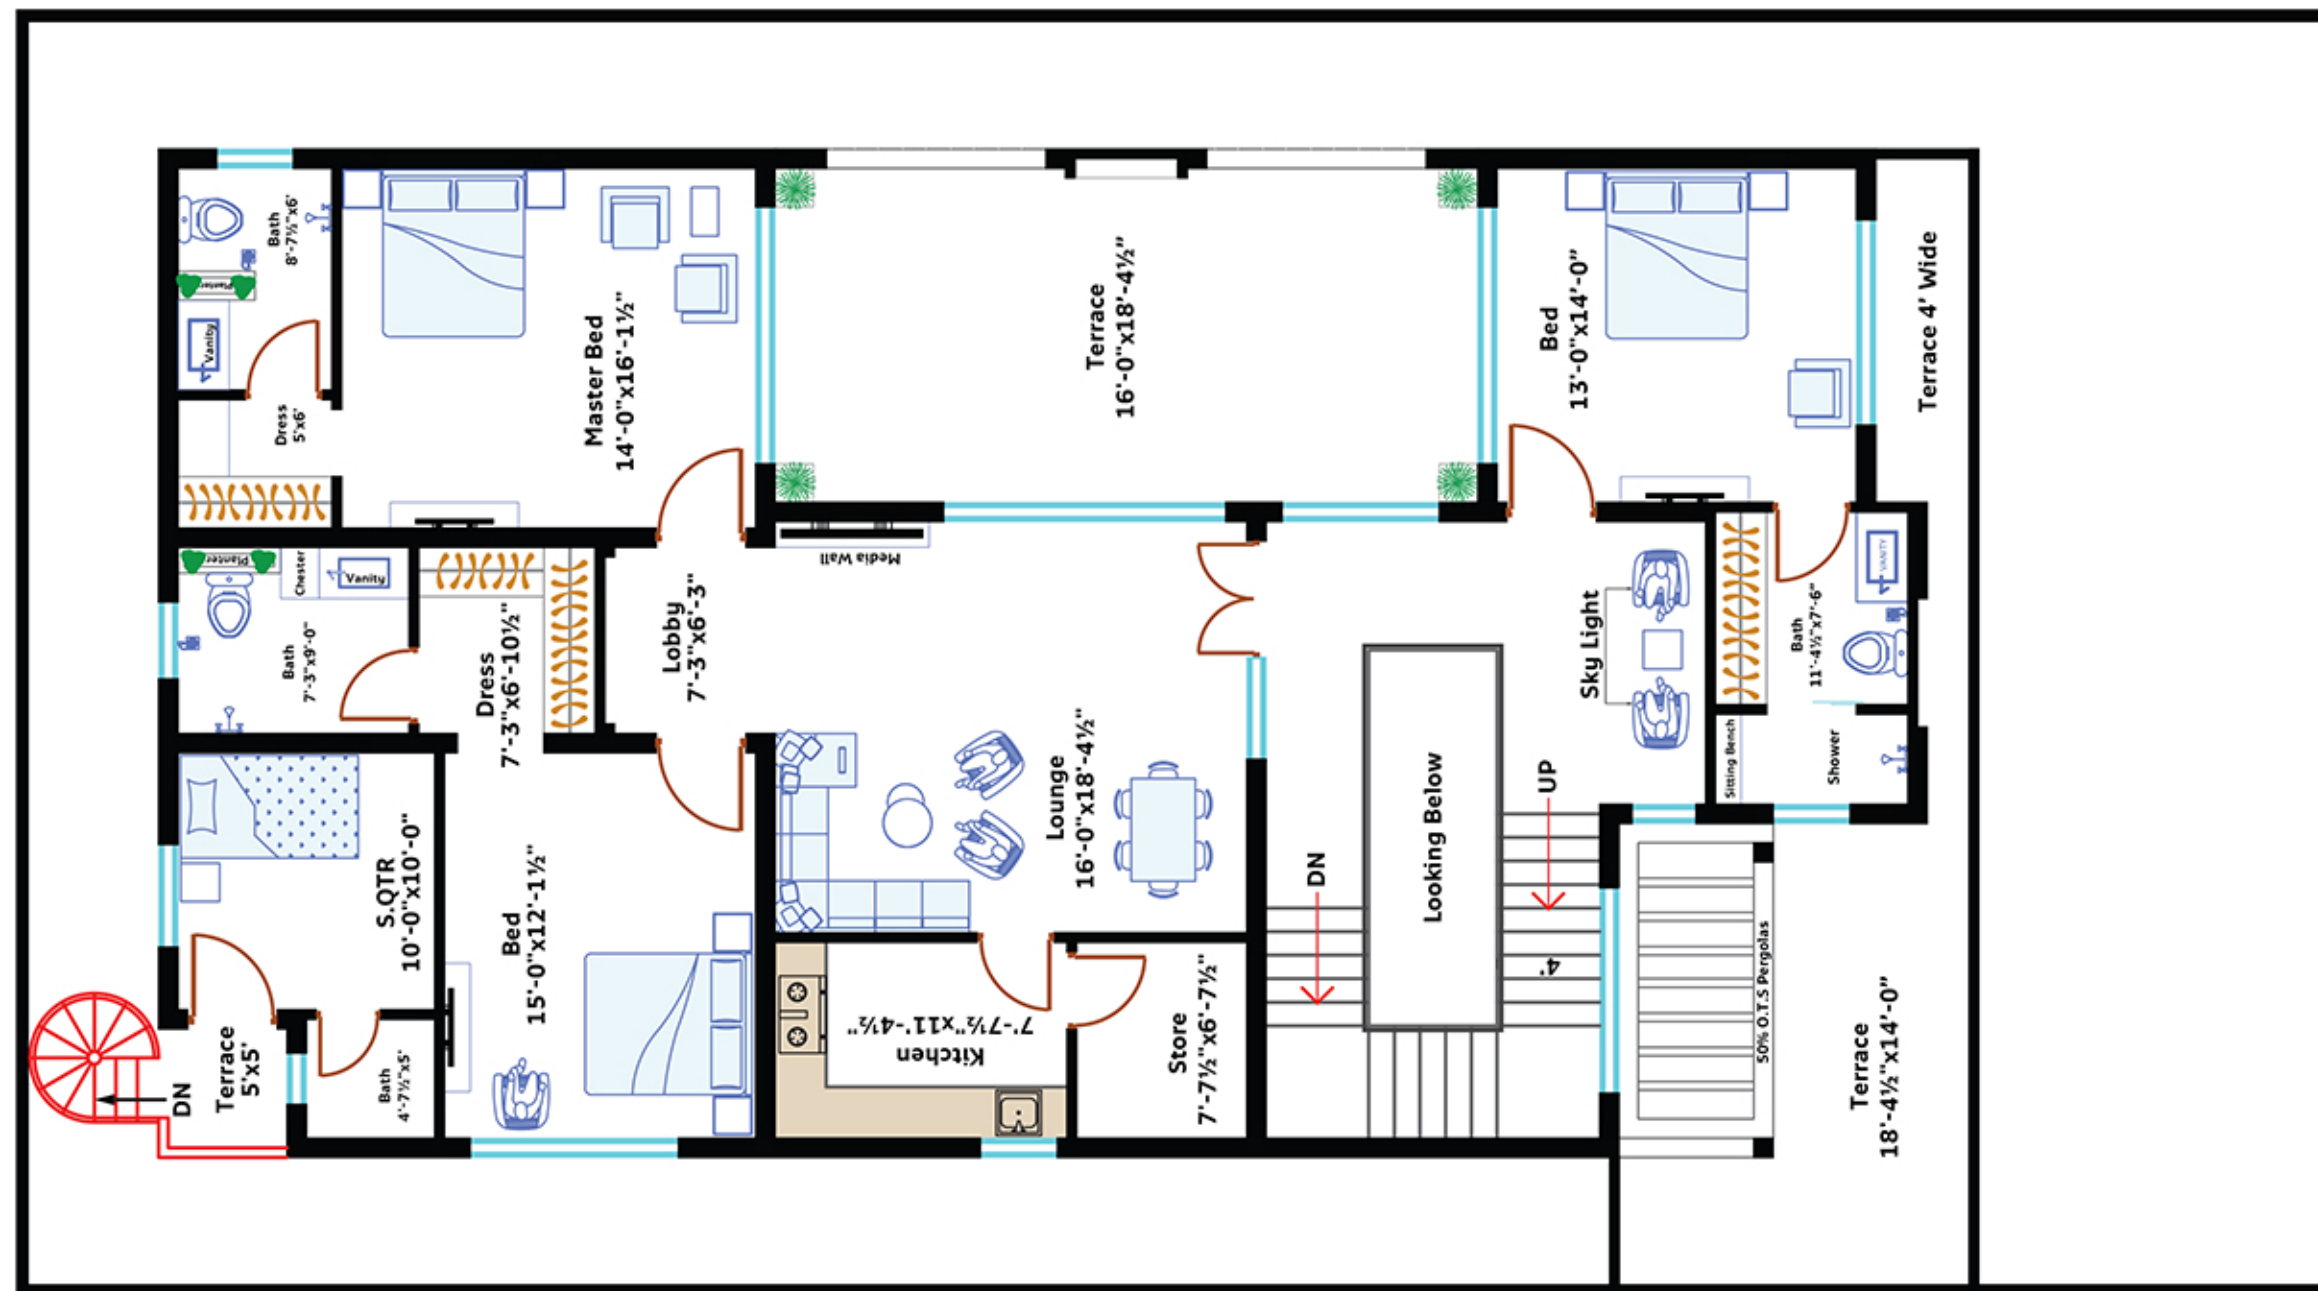 Bath
8'-7½"x6'
Planter
Vanity
Dress
5'x6'
Master Bed
14'-0"x16'-1½"
Terrace
16'-0"x18'-4½"
Bed
13'-0"x14'-0"
Terrace 4' Wide
Planter
Chester
Vanity
Bath
7'-3"x9'-0"
Dress
7'-3"x6'-10½"
Lobby
7'-3"x6'-3"
Media Wall
Lounge
16'-0"x18'-4½"
Sky Light
VANITY
Bath
11'-4½"x7'-6"
Sitting Bench
Shower
S.QTR
10'-0"x10'-0"
Bed
15'-0"x12'-1½"
Looking Below
UP
DN
4'
Kitchen
7'-7½"x11'-4½"
Store
7'-7½"x6'-7½"
50% O.T.S Pergolas
Terrace
18'-4½"x14'-0"
DN
Terrace
5'x5'
Bath
4'-7½"x5'